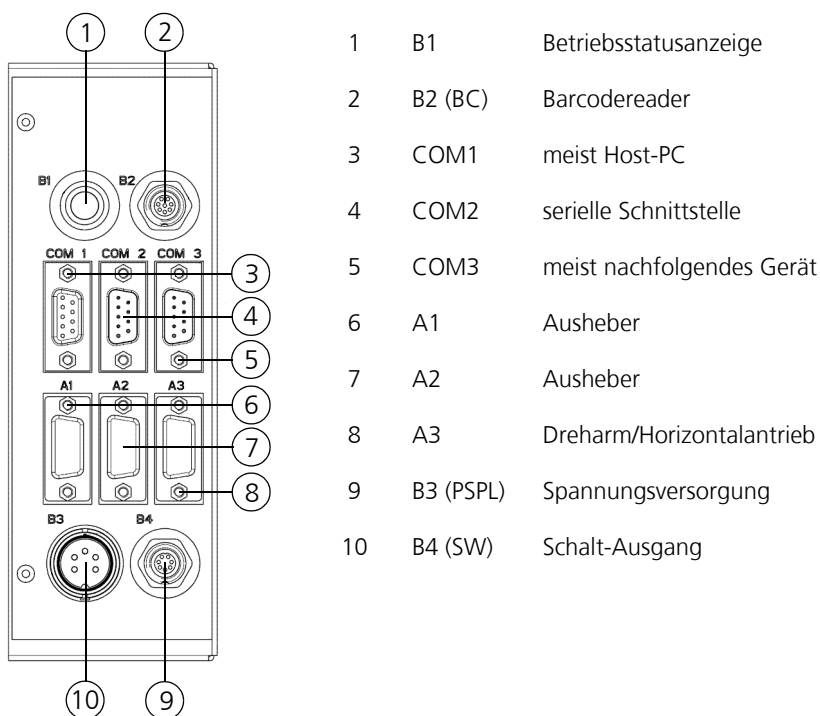 1 2
B1 B2
COM 1 COM 2 COM 3
3
4
5
A1 A2 A3
6
7
8
B3 B4
10 9
1 B1 Betriebsstatusanzeige
2 B2 (BC) Barcodereader
3 COM1 meist Host-PC
4 COM2 serielle Schnittstelle
5 COM3 meist nachfolgendes Gerät
6 A1 Ausheber
7 A2 Ausheber
8 A3 Dreharm/Horizontalantrieb
9 B3 (PSPL) Spannungsversorgung
10 B4 (SW) Schalt-Ausgang